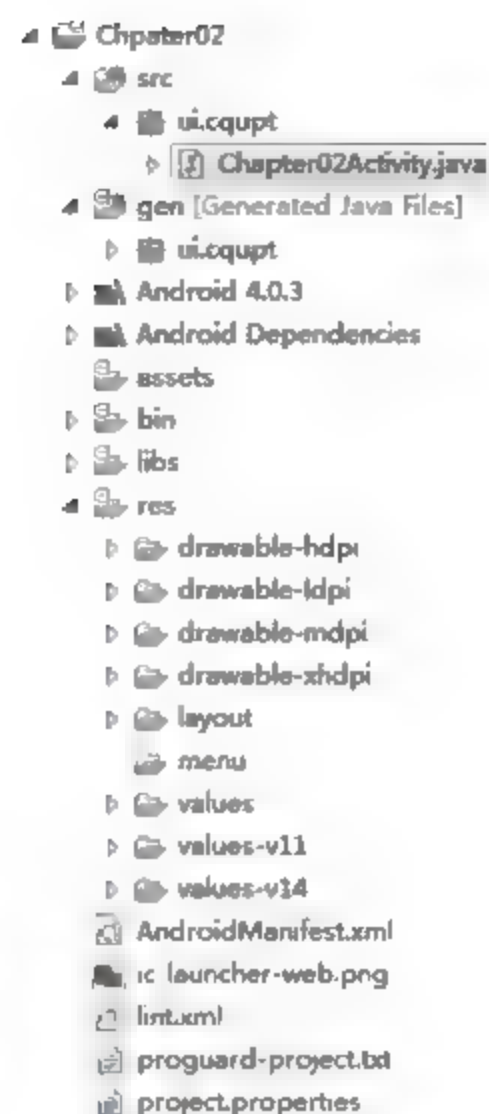 Chpater02
src
ui.cqupt
Chapter02Activity.java
gen [Generated Java Files]
ui.cqupt
Android 4.0.3
Android Dependencies
assets
bin
libs
res
drawable-hdpi
drawable-ldpi
drawable-mdpi
drawable-xhdpi
layout
menu
values
values-v11
values-v14
AndroidManifest.xml
ic_launcher-web.png
lint.xml
proguard-project.txt
project.properties